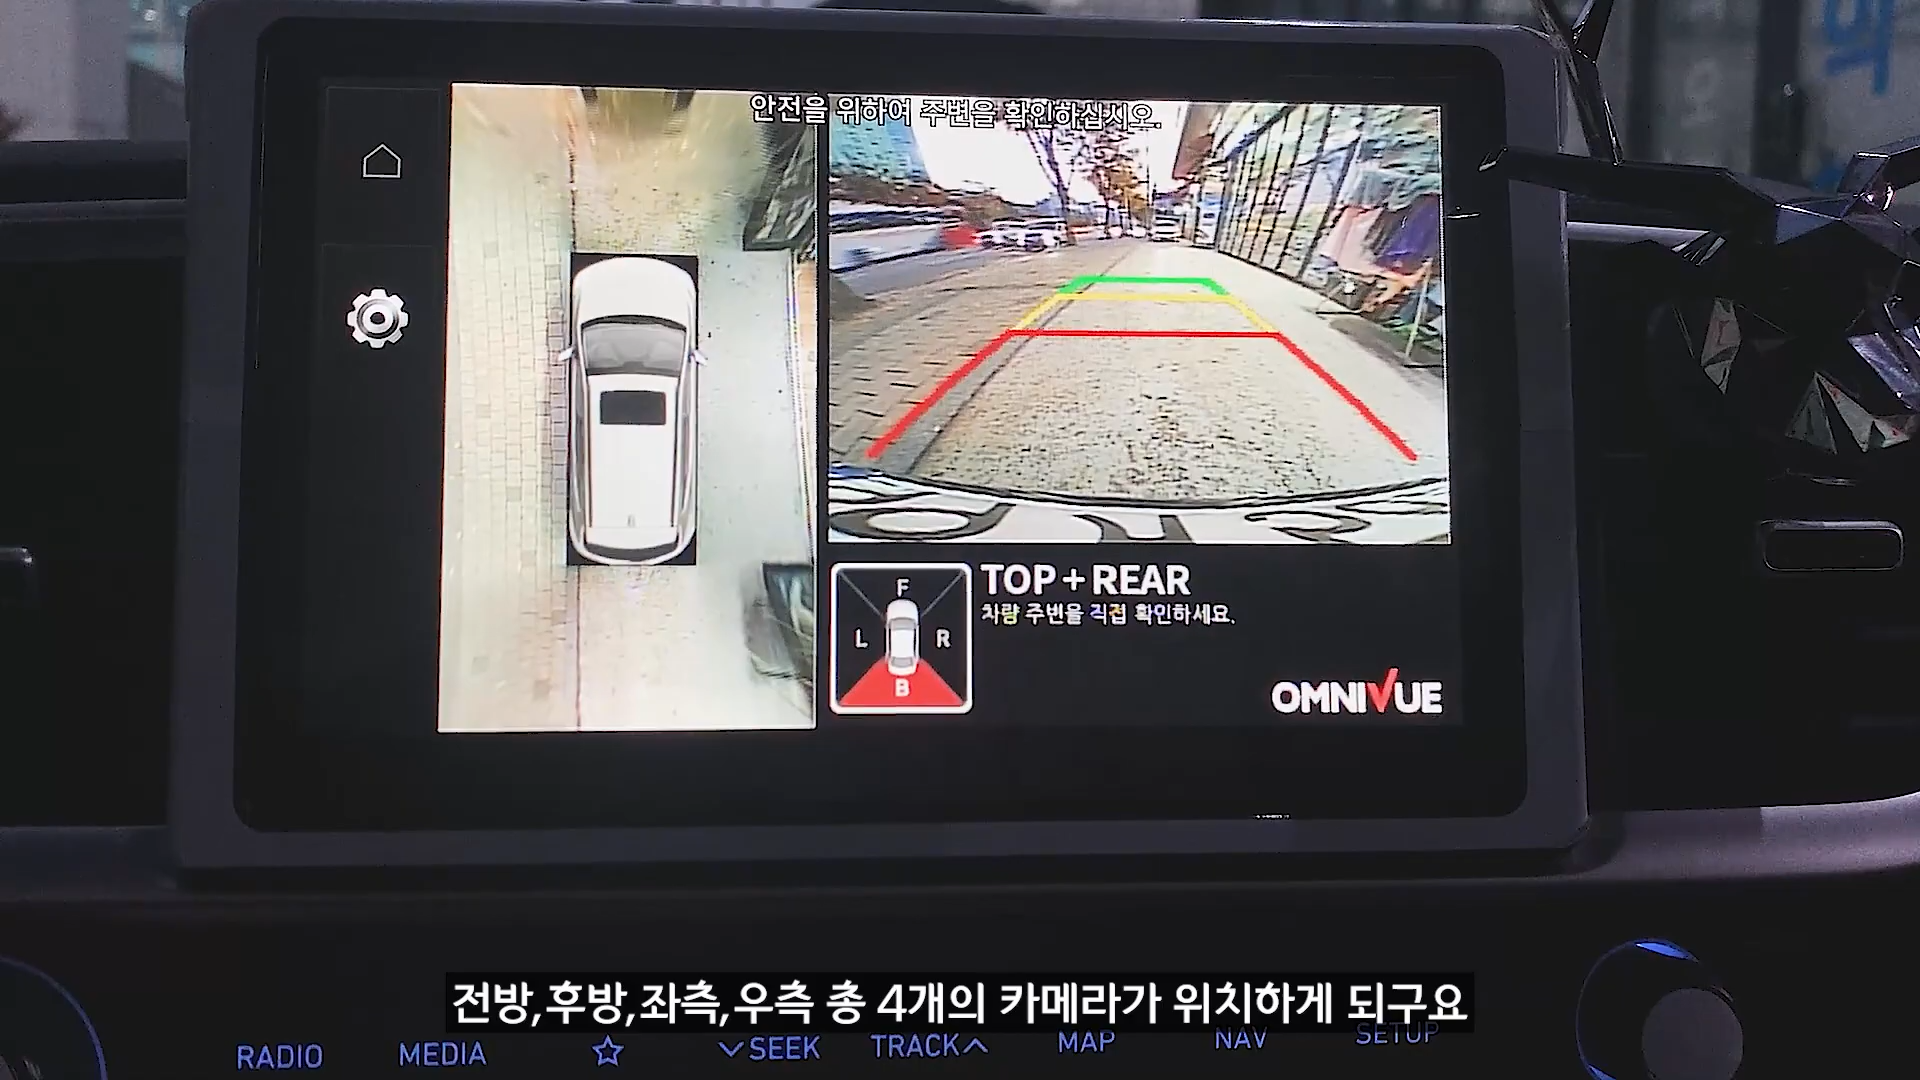 안전을 위하여 주변을 확인하십시오.
F
L R
B
TOP+REAR
차량 주변을 직접 확인하세요.
OMNIVUE
전방,후방,좌측,우측 총 4개의 카메라가 위치하게 되구요
RADIO MEDIA SEEK TRACK MAP NAV SETUP